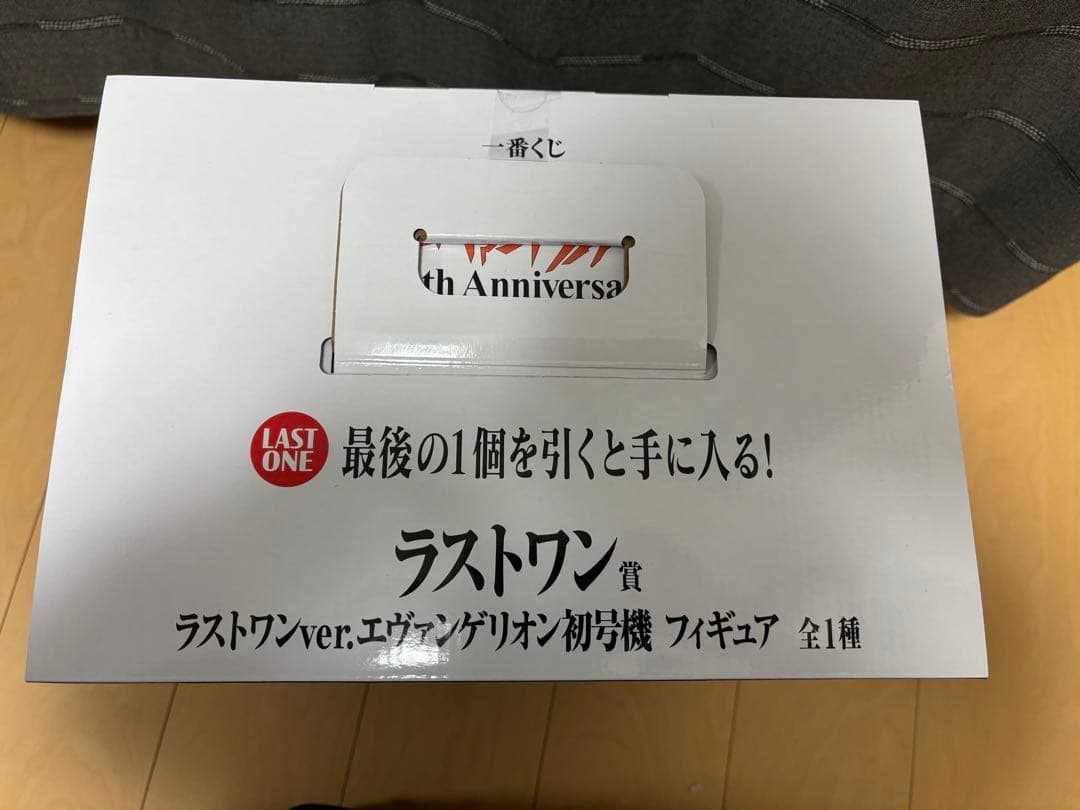 一番くじ
th Anniversa
LAST
ONE
最後の1個を引くと手に入る!
ラストワン賞
ラストワンver.エヴァンゲリオン初号機 フィギュア 全1種